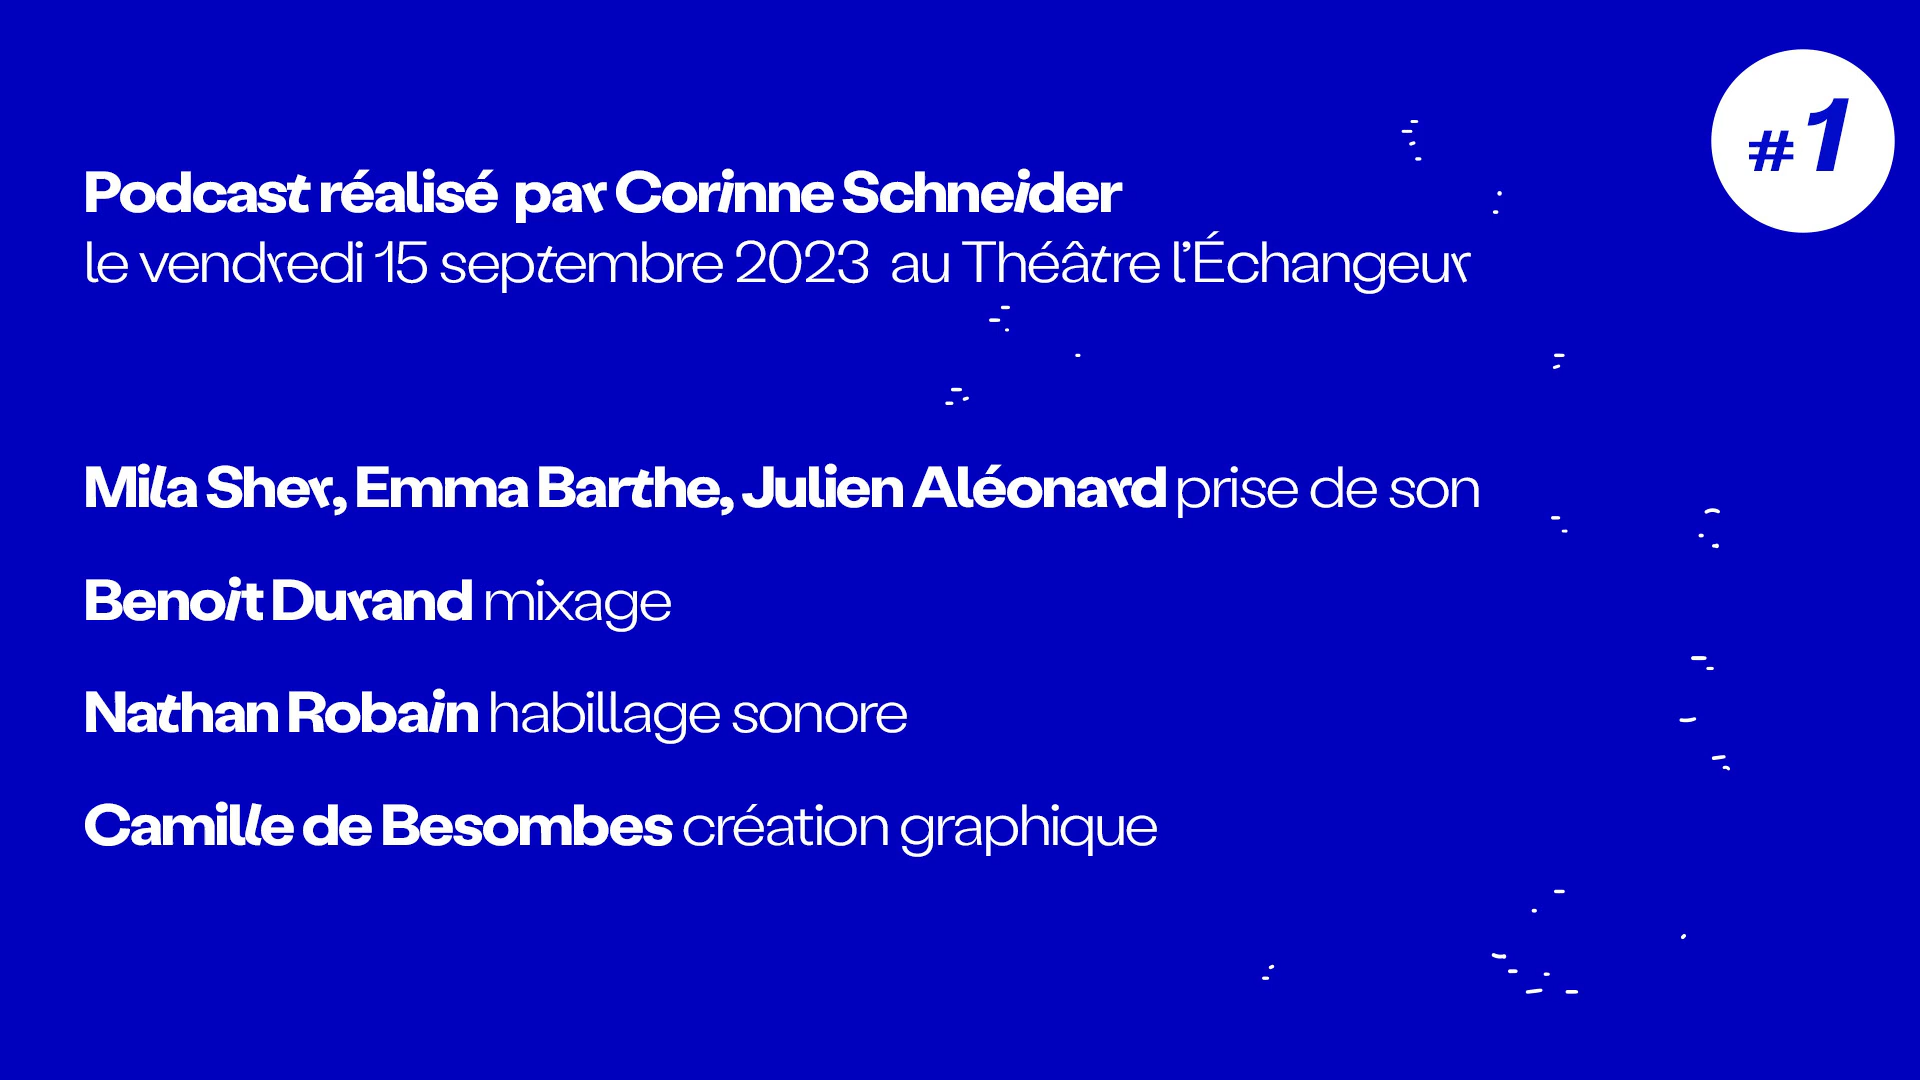 #1
Podcast réalisé par Corinne Schneider
le vendredi 15 septembre 2023 au Théâtre l’Échangeur
Mila Sher, Emma Barthe, Julien Aléonard prise de son
Benoit Durand mixage
Nathan Robain habillage sonore
Camille de Besombes création graphique